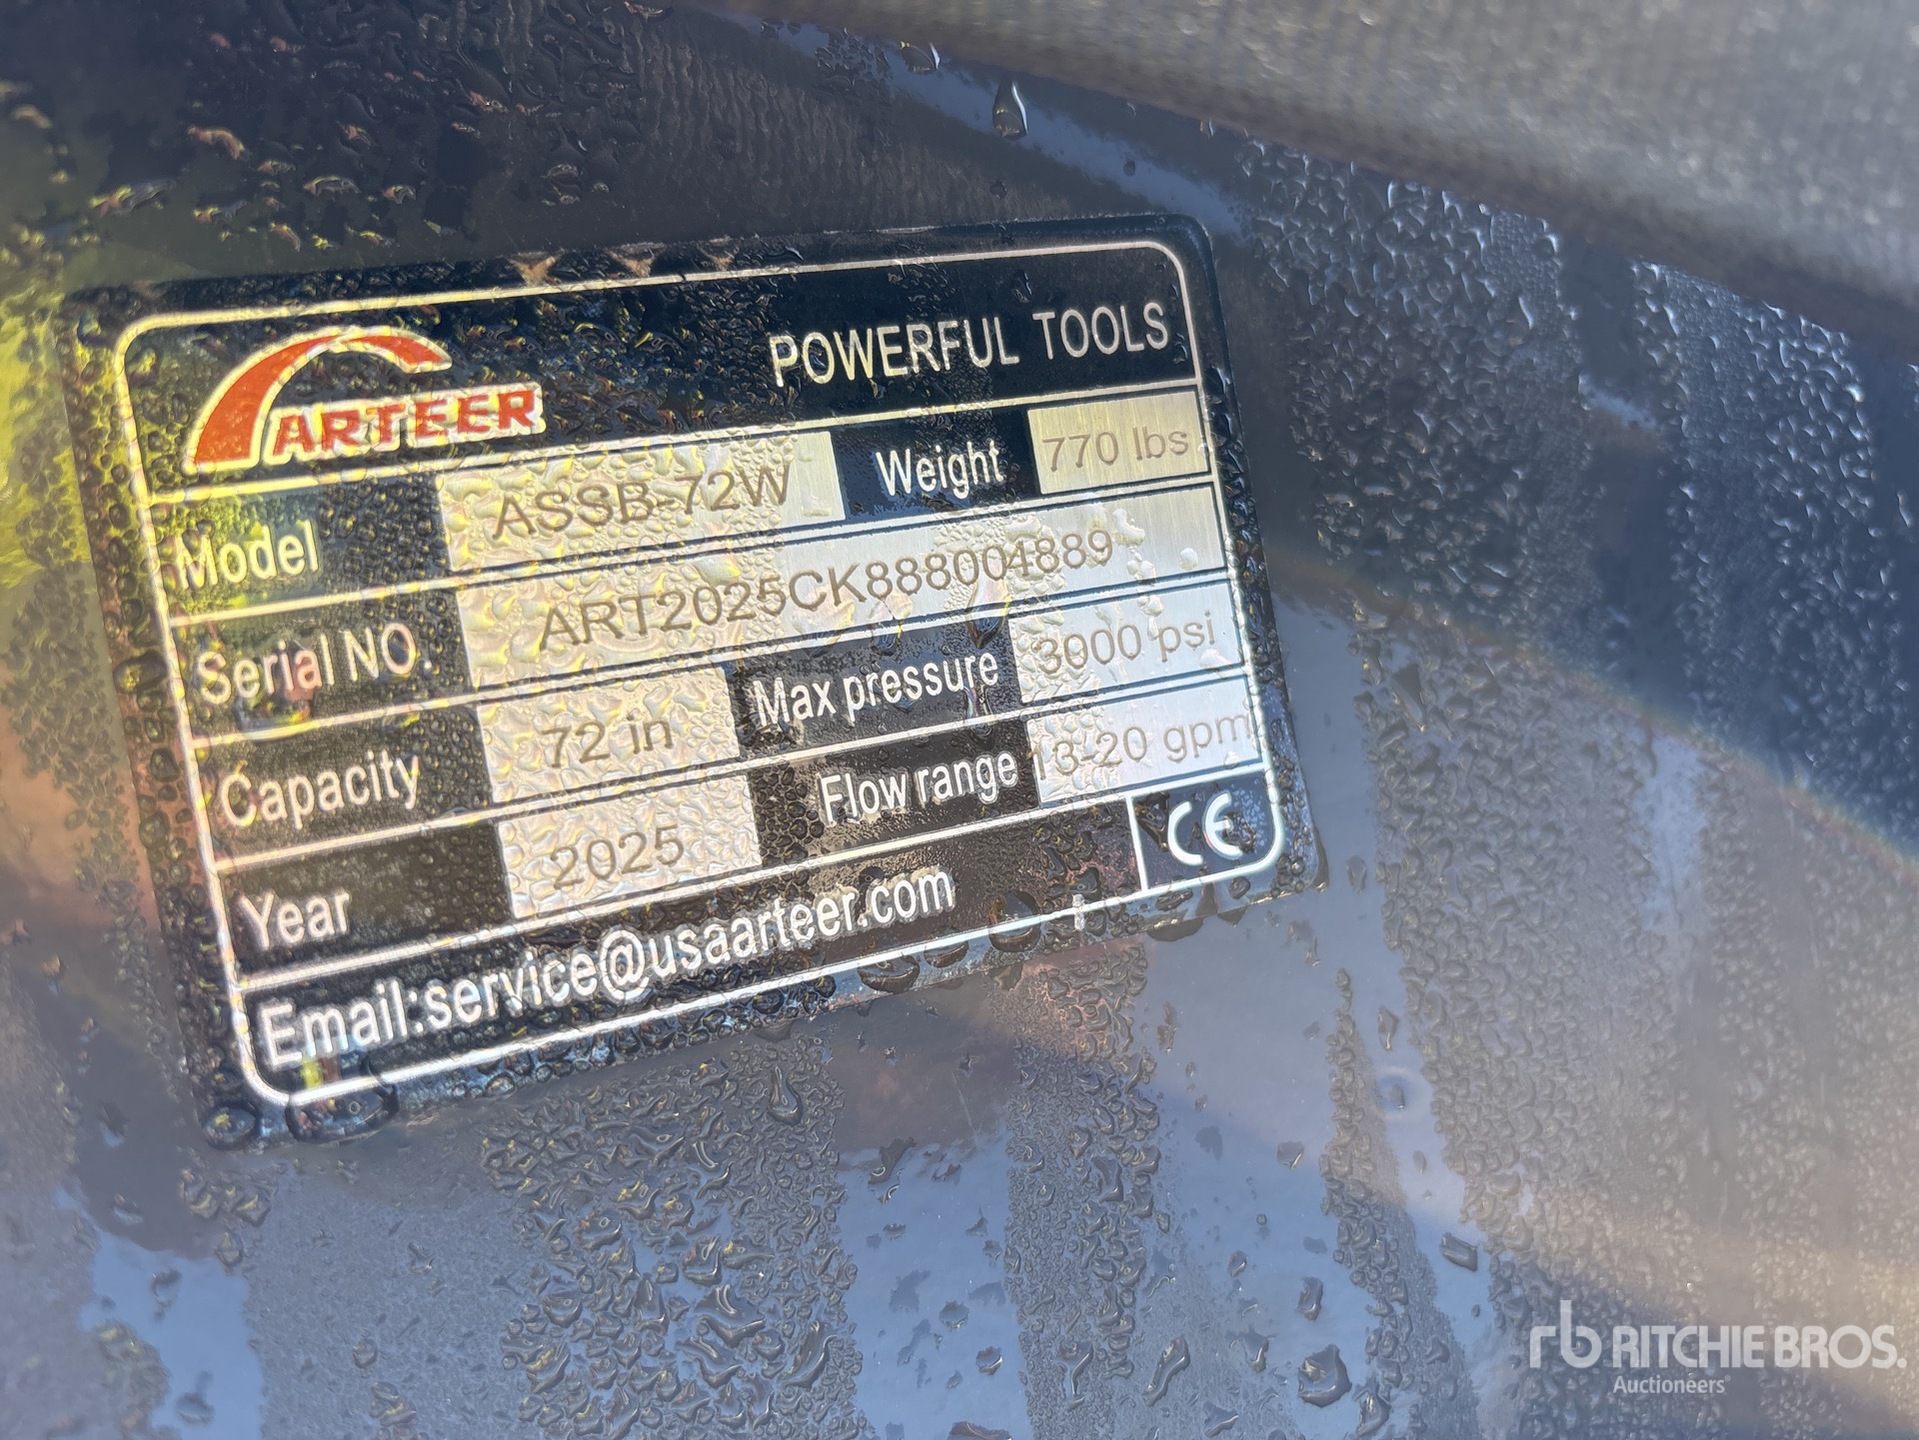 ARTEER POWERFUL TOOLS
Model ASSB-72W Weight 770 lbs
Serial NO. ART2025CK888004889
Capacity 72 in Max pressure 3000 psi
Year 2025 Flow range 13-20 gpm
Email:service@usaarteer.com CE
rb RITCHIE BROS.
Auctioneers